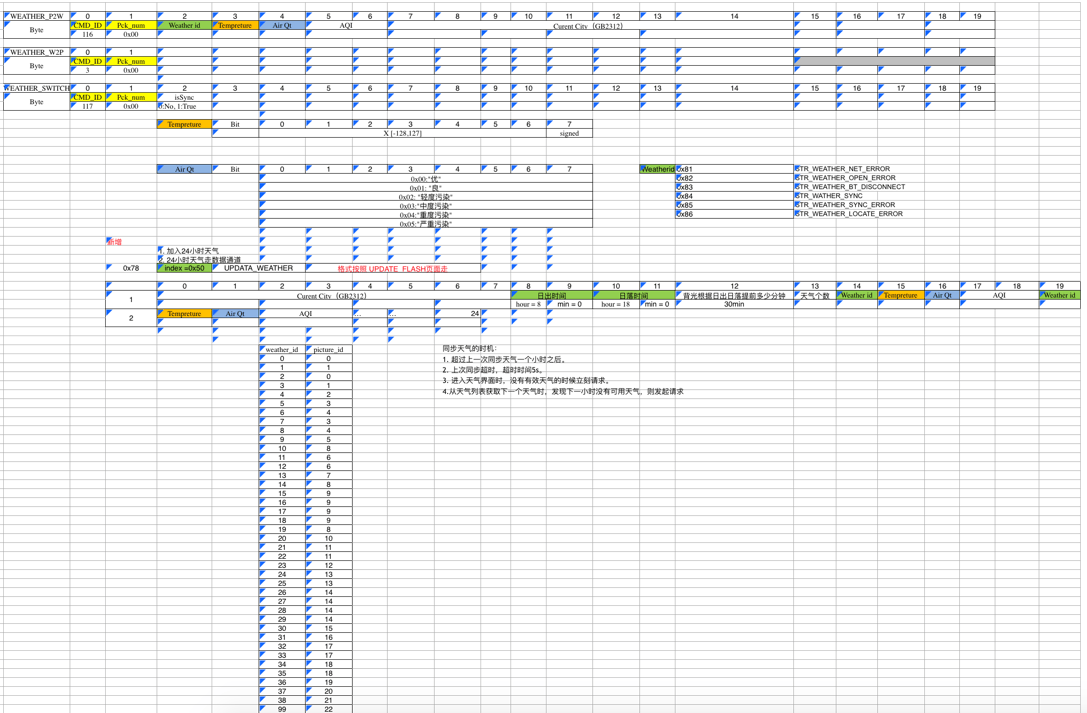 WEATHER_P2W 0 1 2 3 4 5 6 7 8 9 10 11 12 13 14 15 16 17 18 19
Byte CMD_ID Pck_num Weather id Tempreture Air Qt AQI Curent City（GB2312）
116 0x00
WEATHER_W2P 0 1
Byte CMD_ID Pck_num
3 0x00
WEATHER_SWITCH 0 1 2 3 4 5 6 7 8 9 10 11 12 13 14 15 16 17 18 19
Byte CMD_ID Pck_num isSync
117 0x00 0:No, 1:True
Tempreture Bit 0 1 2 3 4 5 6 7
X [-128,127] signed
Air Qt Bit 0 1 2 3 4 5 6 7 Weatherid 0x81 STR_WEATHER_NET_ERROR
0x00:"优" 0x82 STR_WEATHER_OPEN_ERROR
0x01: "良" 0x83 STR_WEATHER_BT_DISCONNECT
0x02: "轻度污染" 0x84 STR_WATHER_SYNC
0x03:"中度污染" 0x85 STR_WEATHER_SYNC_ERROR
0x04:"重度污染" 0x86 STR_WEATHER_LOCATE_ERROR
0x05:"严重污染"
新增
1. 加入24小时天气
2. 24小时天气走数据通道
0x78 index =0x50 UPDATA_WEATHER 格式按照 UPDATE_FLASH页面走
0 1 2 3 4 5 6 7 8 9 10 11 12 13 14 15 16 17 18 19
1 Curent City（GB2312） 日出时间 日落时间 背光根据日出日落提前多少分钟 天气个数 Weather id Tempreture Air Qt AQI Weather id
hour = 8 min = 0 hour = 18 min = 0 30min
2 Tempreture Air Qt AQI ... ... 24
weather_id picture_id 同步天气的时机：
0 0 1. 超过上一次同步天气一个小时之后。
1 1 2. 上次同步超时，超时时间5s。
2 0 3. 进入天气界面时，没有有效天气的时候立刻请求。
3 1 4.从天气列表获取下一个天气时，发现下一小时没有可用天气，则发起请求
4 2
5 3
6 4
7 3
8 4
9 5
10 8
11 6
12 6
13 7
14 8
15 9
16 9
17 9
18 9
19 8
20 10
21 11
22 11
23 12
24 13
25 13
26 14
27 14
28 14
29 14
30 15
31 16
32 17
33 17
34 18
35 18
36 19
37 20
38 21
99 22